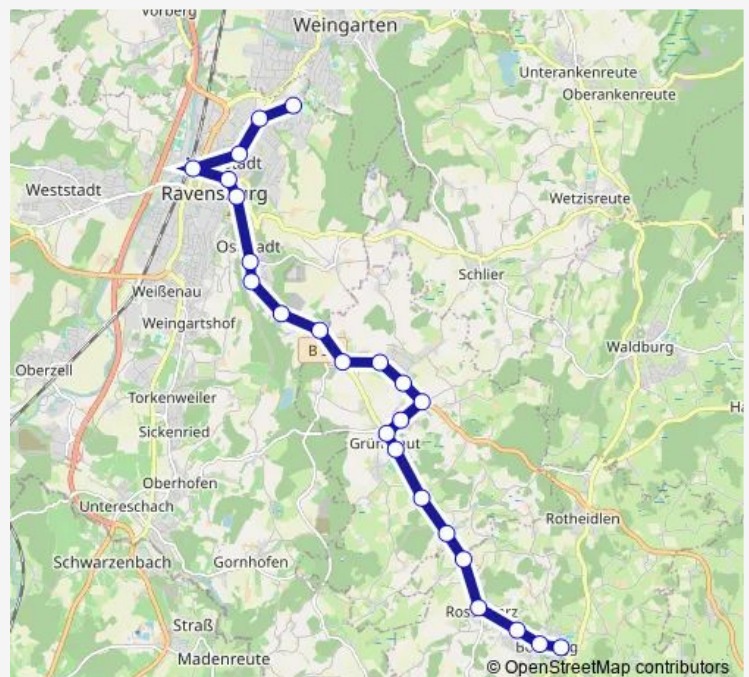 Vorberg
Weingarten
Unterankenreute
Oberankenreute
Weststadt
Ravensburg
Wetzisreute
Schlier
Weißenau
Weingartshof
B
Waldburg
Oberzell
Torkenweiler
Sickenried
Oberhofen
Untereschach
Rotheidlen
Schwarzenbach
Gornhofen
Straß
Madenreute
© OpenStreetMap contributors